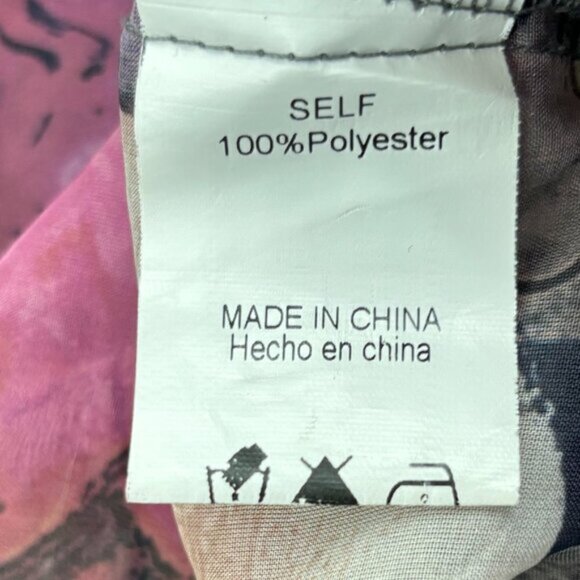 SELF
100%Polyester
MADE IN CHINA
Hecho en china